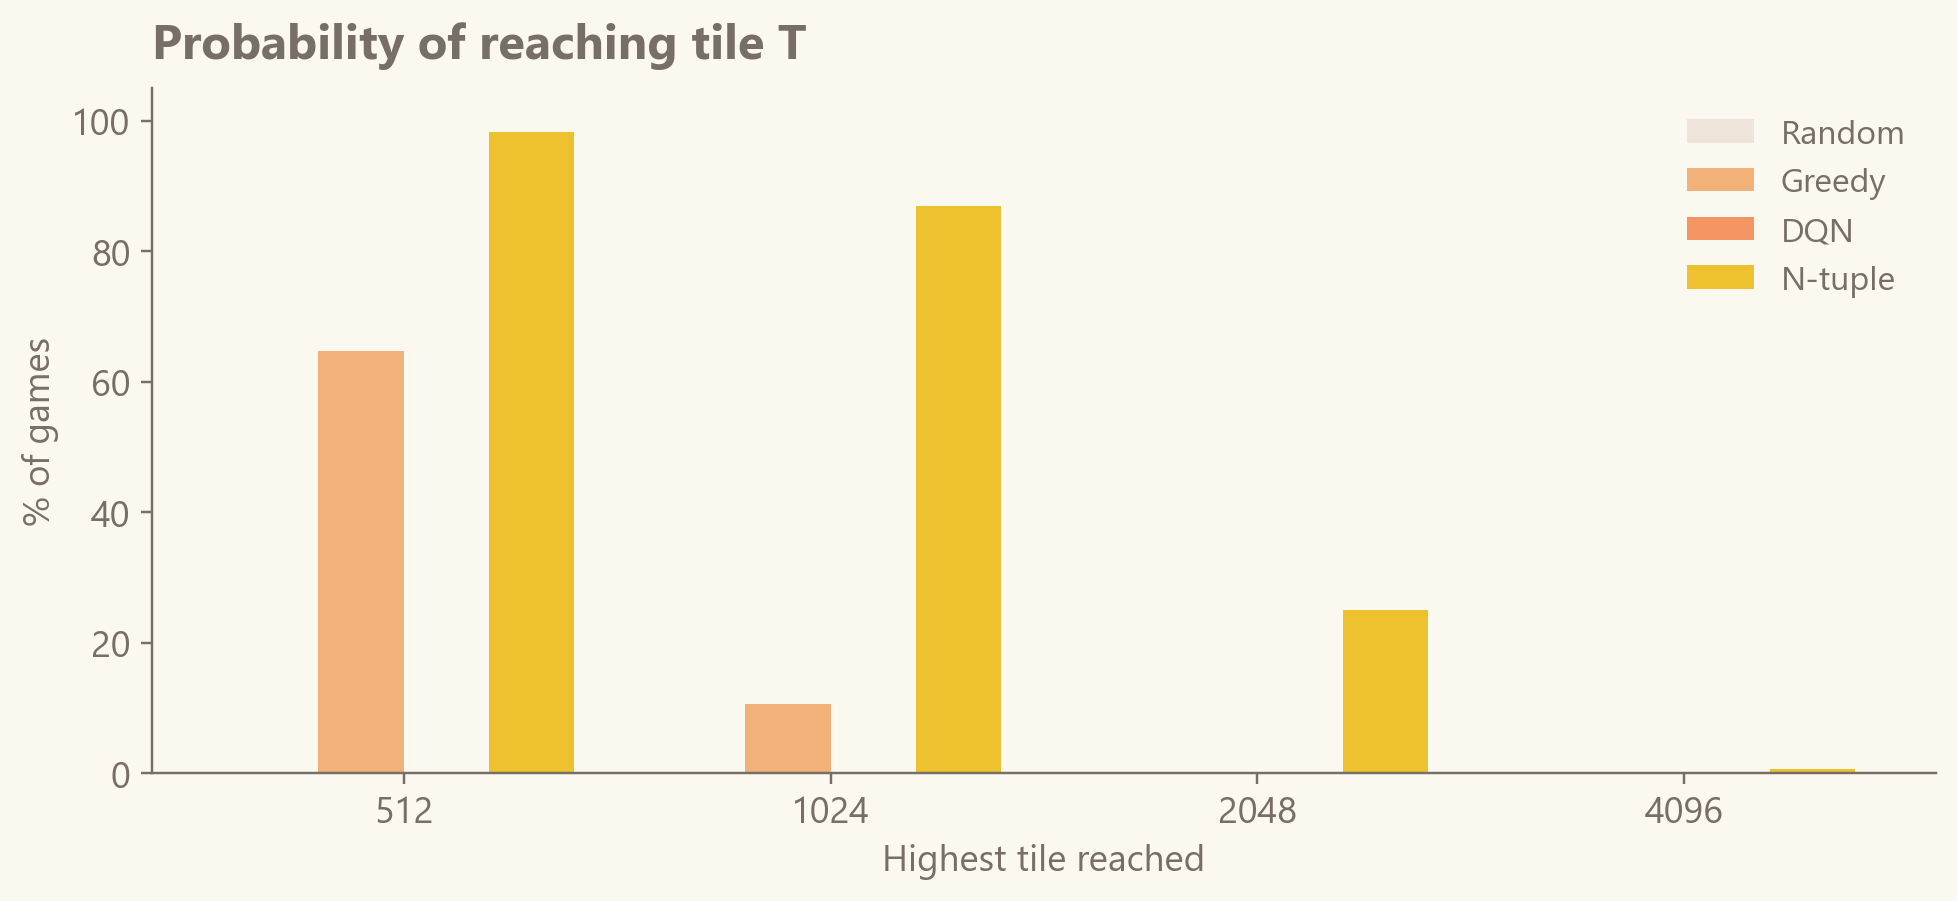 Probability of reaching tile T
100
80
60
40
20
0
% of games
Random
Greedy
DQN
N-tuple
512
1024
2048
4096
Highest tile reached